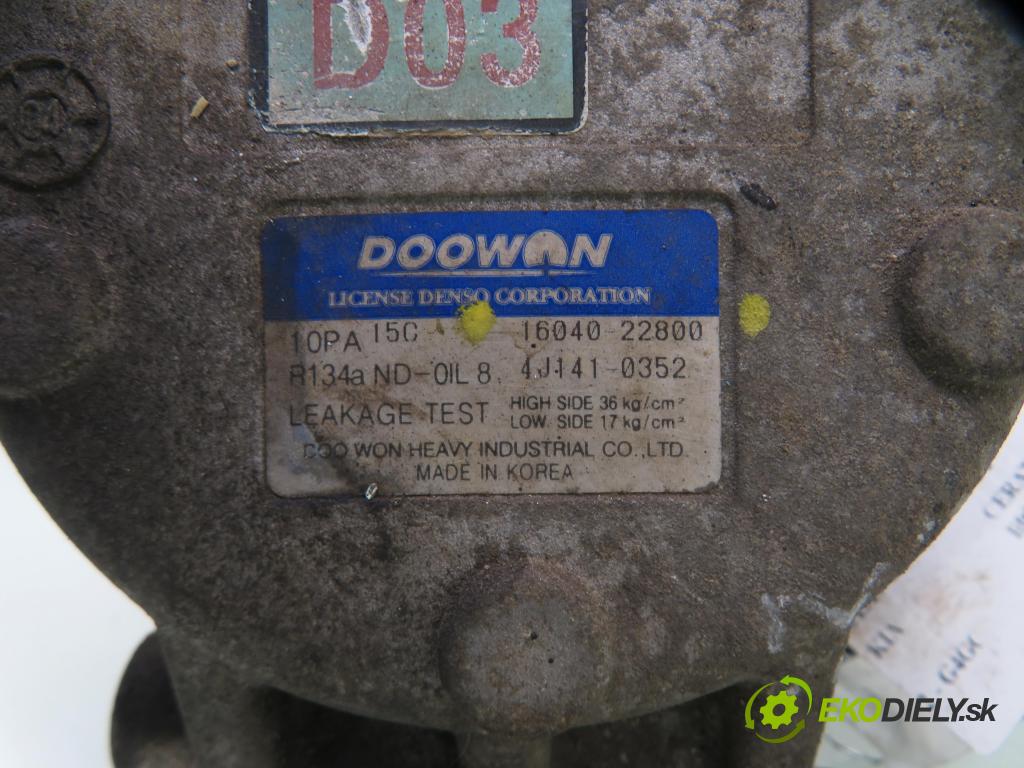 D03
DOOWON
LICENSE DENSO CORPORATION
10PA 15C 16040-22800
R134a ND-OIL 8 4J141-0352
LEAKAGE TEST HIGH SIDE 36 kg/cm²
LOW SIDE 17 kg/cm²
DOO WON HEAVY INDUSTRIAL CO.,LTD.
MADE IN KOREA
KIA
G4GC
EKODIELY.sk